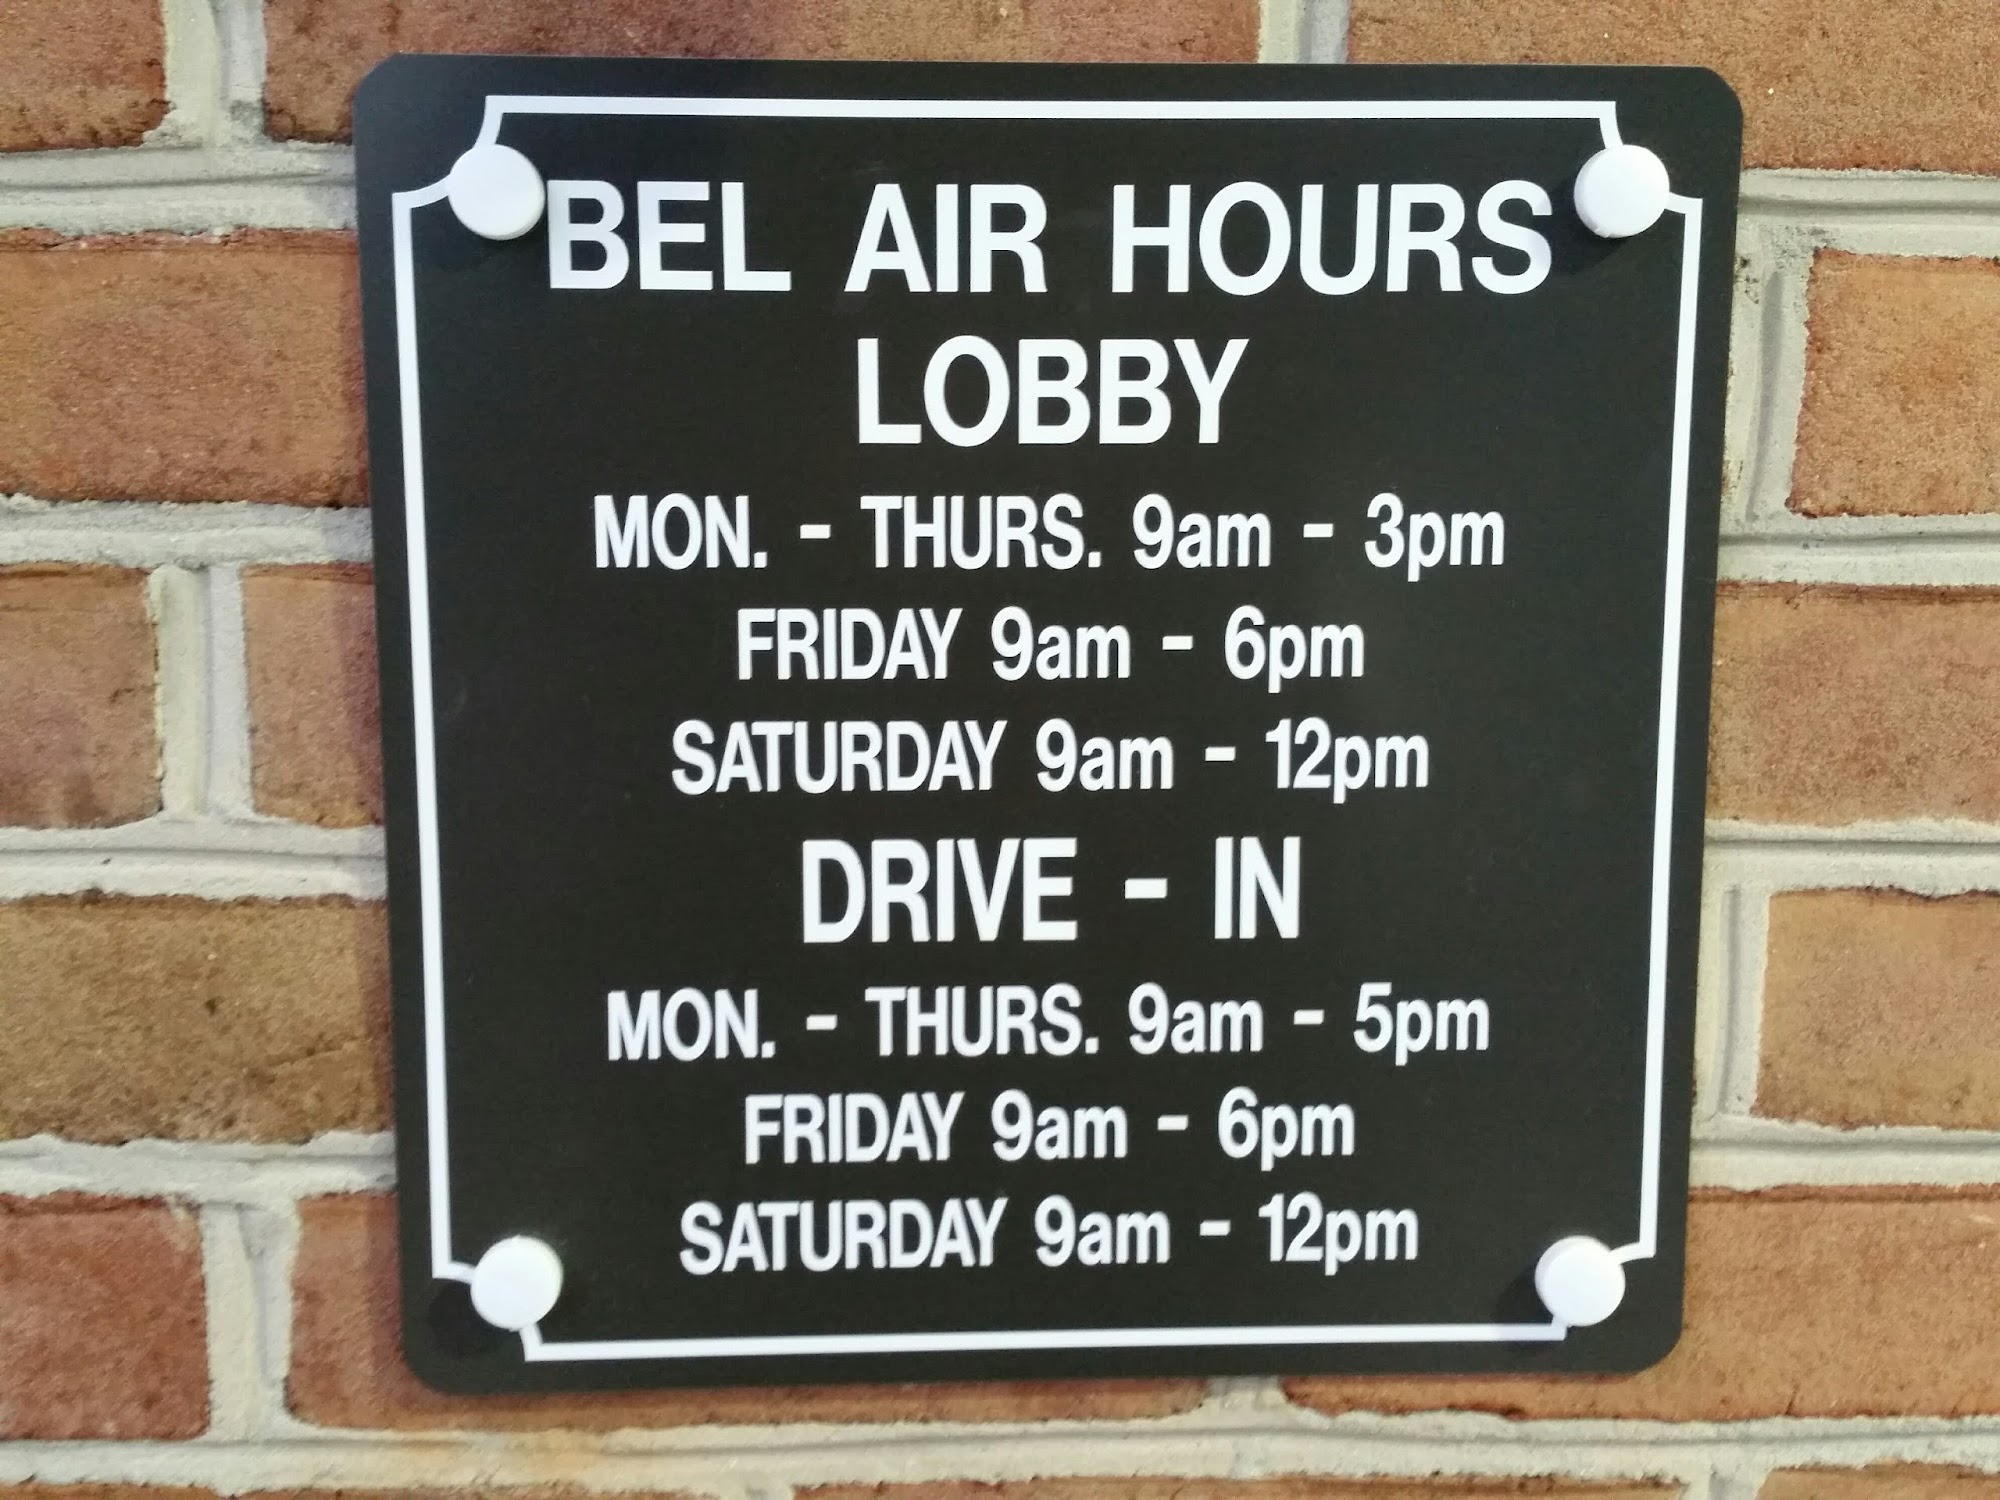 BEL AIR HOURS
LOBBY
MON. - THURS. 9am - 3pm
FRIDAY 9am - 6pm
SATURDAY 9am - 12pm
DRIVE - IN
MON. - THURS. 9am - 5pm
FRIDAY 9am - 6pm
SATURDAY 9am - 12pm